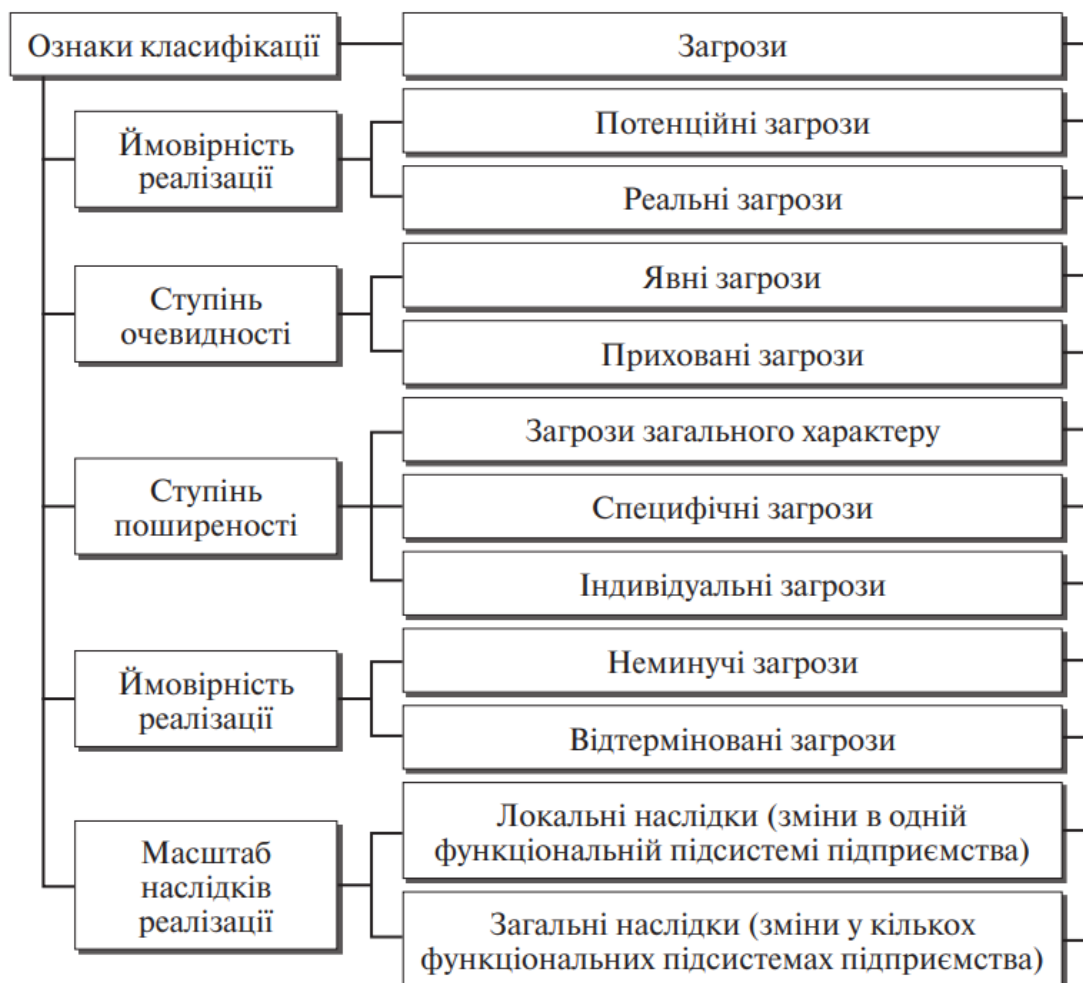 Ознаки класифікації
Загрози
Ймовірність
реалізації
Потенційні загрози
Реальні загрози
Ступінь
очевидності
Явні загрози
Приховані загрози
Ступінь
поширеності
Загрози загального характеру
Специфічні загрози
Індивідуальні загрози
Ймовірність
реалізації
Неминучі загрози
Відтерміновані загрози
Масштаб
наслідків
реалізації
Локальні наслідки (зміни в одній
функціональній підсистемі підприємства)
Загальні наслідки (зміни у кількох
функціональних підсистемах підприємства)